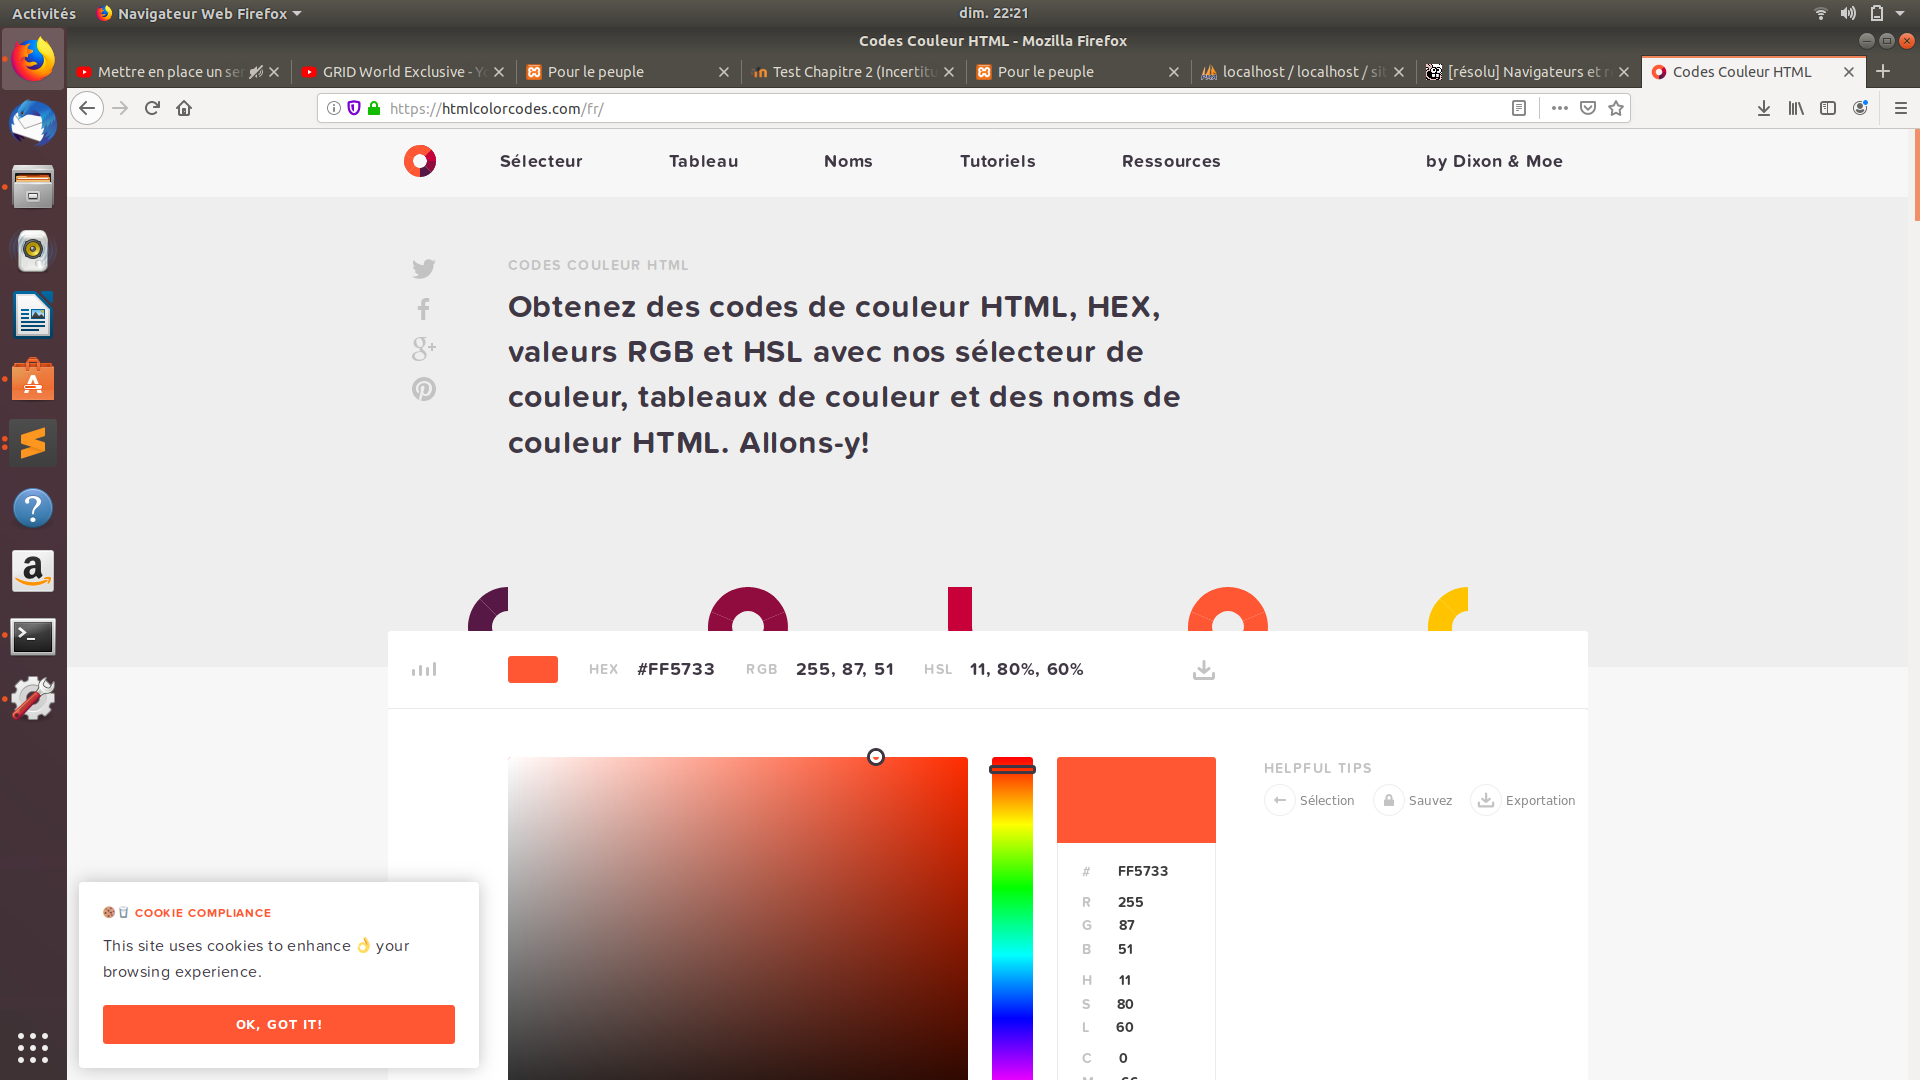 Activités
Navigateur Web Firefox
dim. 22:21
Codes Couleur HTML - Mozilla Firefox
Mettre en place un ser
GRID World Exclusive - Yo
Pour le peuple
Test Chapitre 2 (Incertitu
Pour le peuple
localhost / localhost / sit
[résolu] Navigateurs et r
Codes Couleur HTML
https://htmlcolorcodes.com/fr/
Sélecteur
Tableau
Noms
Tutoriels
Ressources
by Dixon & Moe
CODES COULEUR HTML
Obtenez des codes de couleur HTML, HEX,
valeurs RGB et HSL avec nos sélecteur de
couleur, tableaux de couleur et des noms de
couleur HTML. Allons-y!
HEX #FF5733 RGB 255, 87, 51 HSL 11, 80%, 60%
HELPFUL TIPS
Sélection
Sauvez
Exportation
# FF5733
R 255
G 87
B 51
H 11
S 80
L 60
C 0
COOKIE COMPLIANCE
This site uses cookies to enhance 👌 your
browsing experience.
OK, GOT IT!